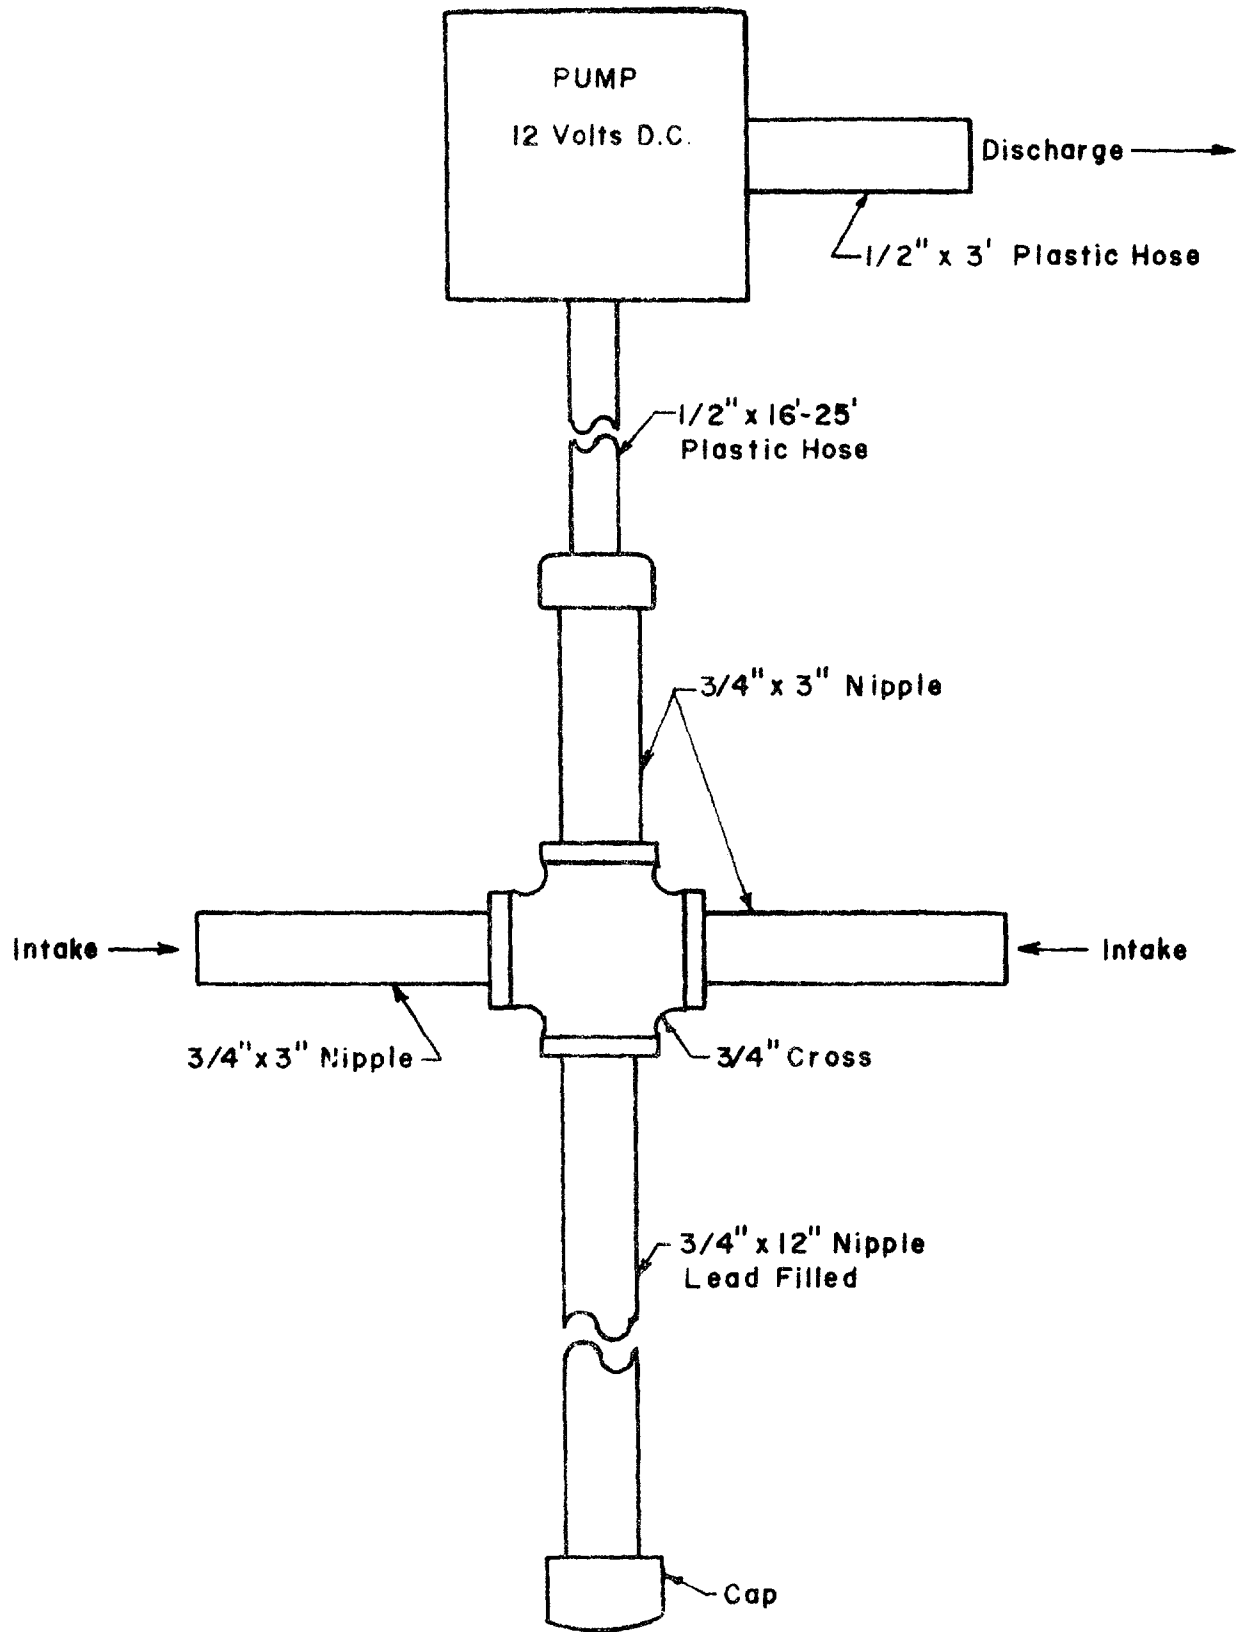 PUMP
12 Volts D.C.
Discharge
1/2" x 3' Plastic Hose
1/2" x 16'-25'
Plastic Hose
3/4" x 3" Nipple
Intake
Intake
3/4" x 3" Nipple
3/4" Cross
3/4" x 12" Nipple
Lead Filled
Cap